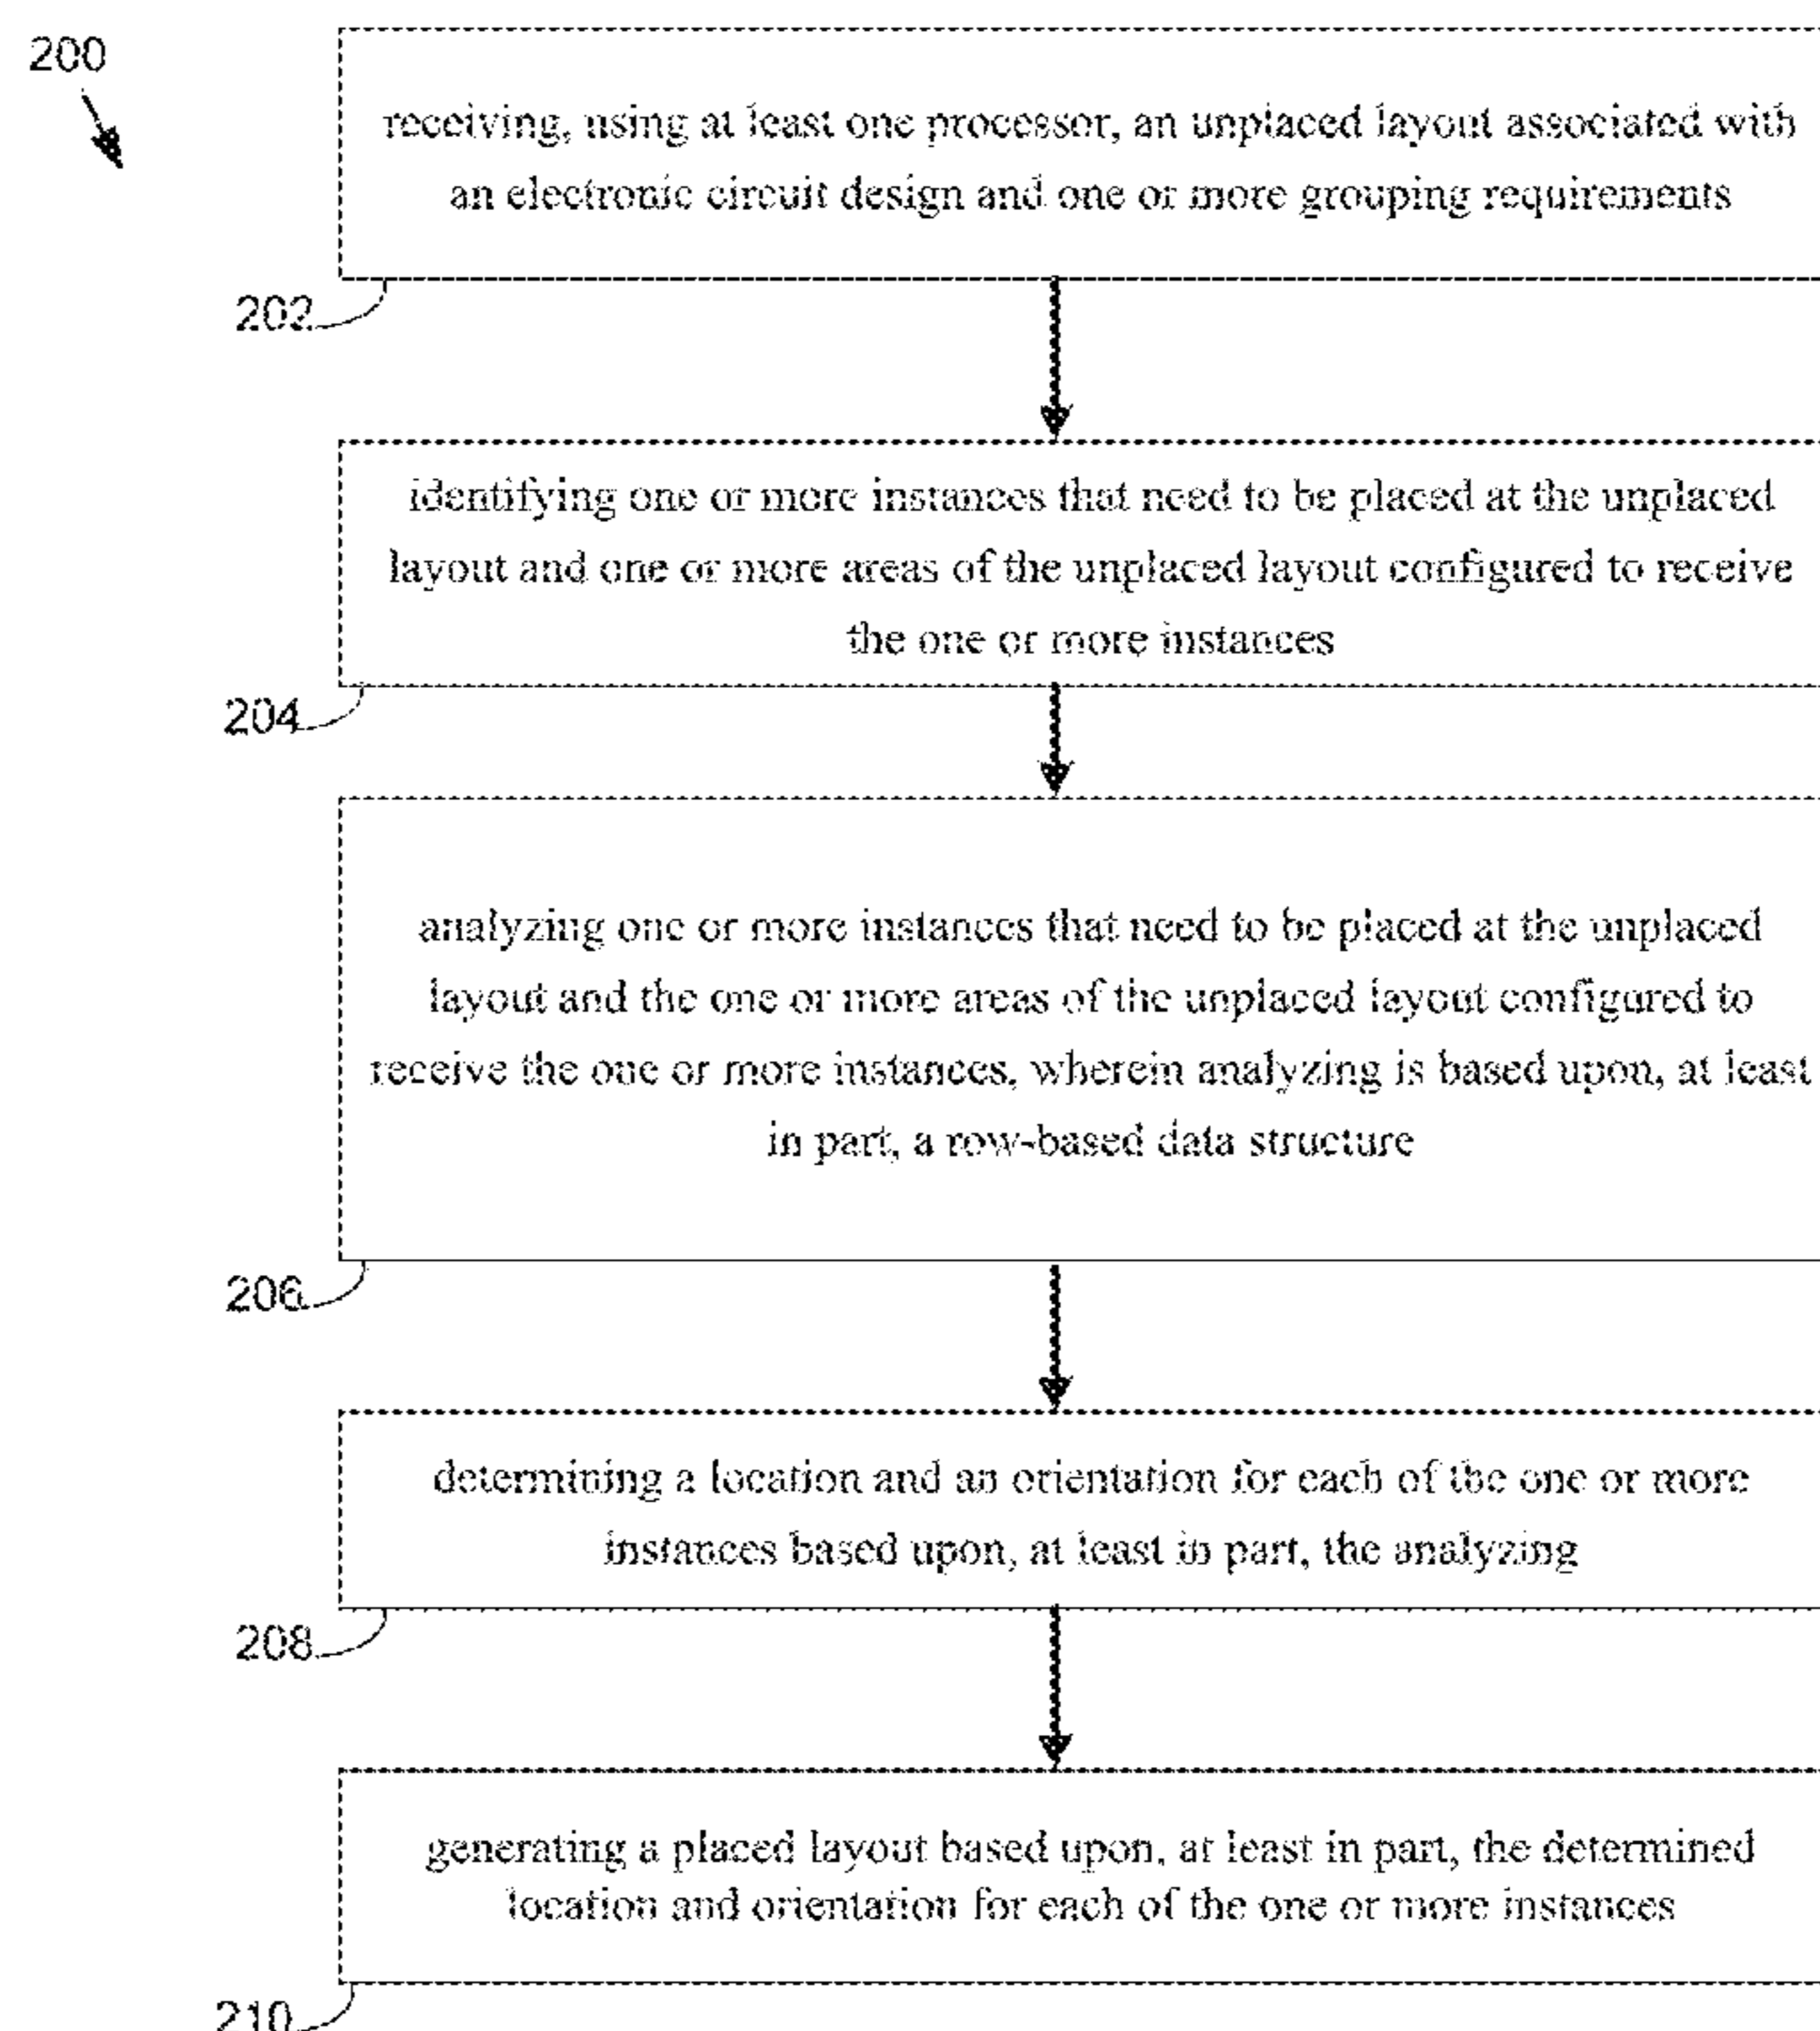 200
receiving, using at least one processor, an unplaced layout associated with
an electronic circuit design and one or more grouping requirements
202
identifying one or more instances that need to be placed at the unplaced
layout and one or more areas of the unplaced layout configured to receive
the one or more instances
204
analyzing one or more instances that need to be placed at the unplaced
layout and the one or more areas of the unplaced layout configured to
receive the one or more instances, wherein analyzing is based upon, at least
in part, a row-based data structure
206
determining a location and an orientation for each of the one or more
instances based upon, at least in part, the analyzing
208
generating a placed layout based upon, at least in part, the determined
location and orientation for each of the one or more instances
210